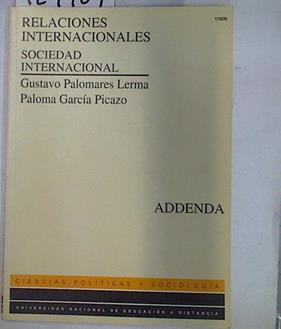 RELACIONES
INTERNACIONALES
SOCIEDAD
INTERNACIONAL
Gustavo Palomares Lerma
Paloma García Picazo
ADDENDA
CIENCIAS POLÍTICAS Y SOCIOLOGÍA
UNIVERSIDAD NACIONAL DE EDUCACIÓN A DISTANCIA